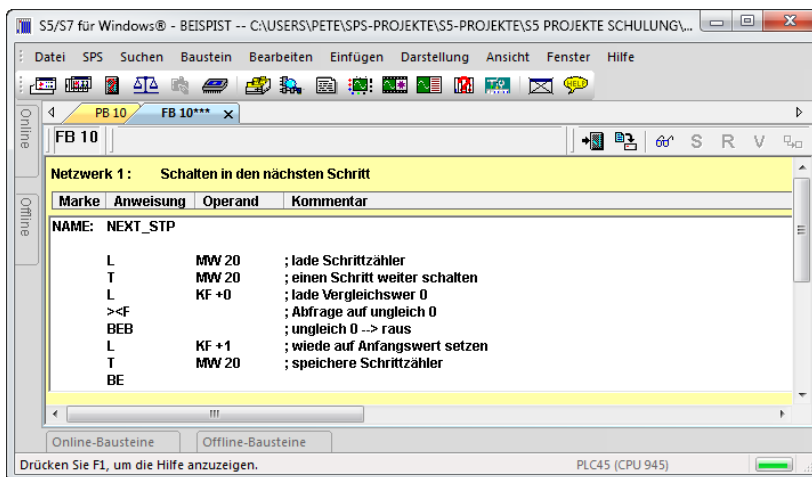 S5/S7 für Windows® - BEISPIST -- C:\USERS\PETE\SPS-PROJEKTE\S5-PROJEKTE\S5 PROJEKTE SCHULUNG\...
Datei SPS Suchen Baustein Bearbeiten Einfügen Darstellung Ansicht Fenster Hilfe
HELP
PB 10 FB 10*** x
Online
Offline
FB 10
S R V
Netzwerk 1 : Schalten in den nächsten Schritt
Marke Anweisung Operand Kommentar
NAME: NEXT_STP
L MW 20 ; lade Schrittzähler
T MW 20 ; einen Schritt weiter schalten
L KF +0 ; lade Vergleichswer 0
><F ; Abfrage auf ungleich 0
BEB ; ungleich 0 --> raus
L KF +1 ; wiede auf Anfangswert setzen
T MW 20 ; speichere Schrittzähler
BE
Online-Bausteine Offline-Bausteine
Drücken Sie F1, um die Hilfe anzuzeigen. PLC45 (CPU 945)